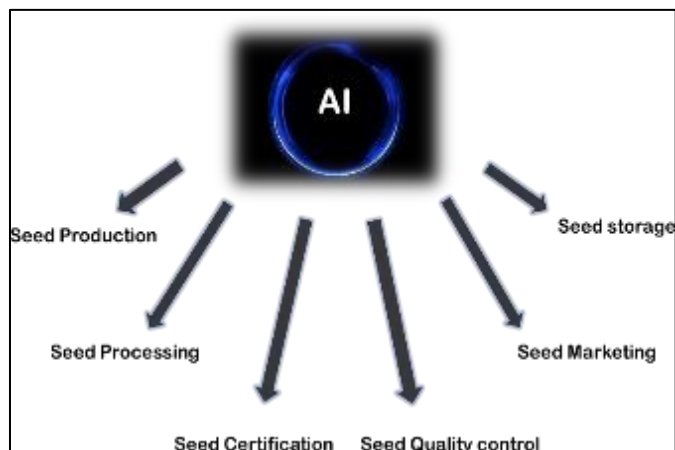 AI
Seed Production
Seed storage
Seed Processing
Seed Marketing
Seed Certification
Seed Quality control